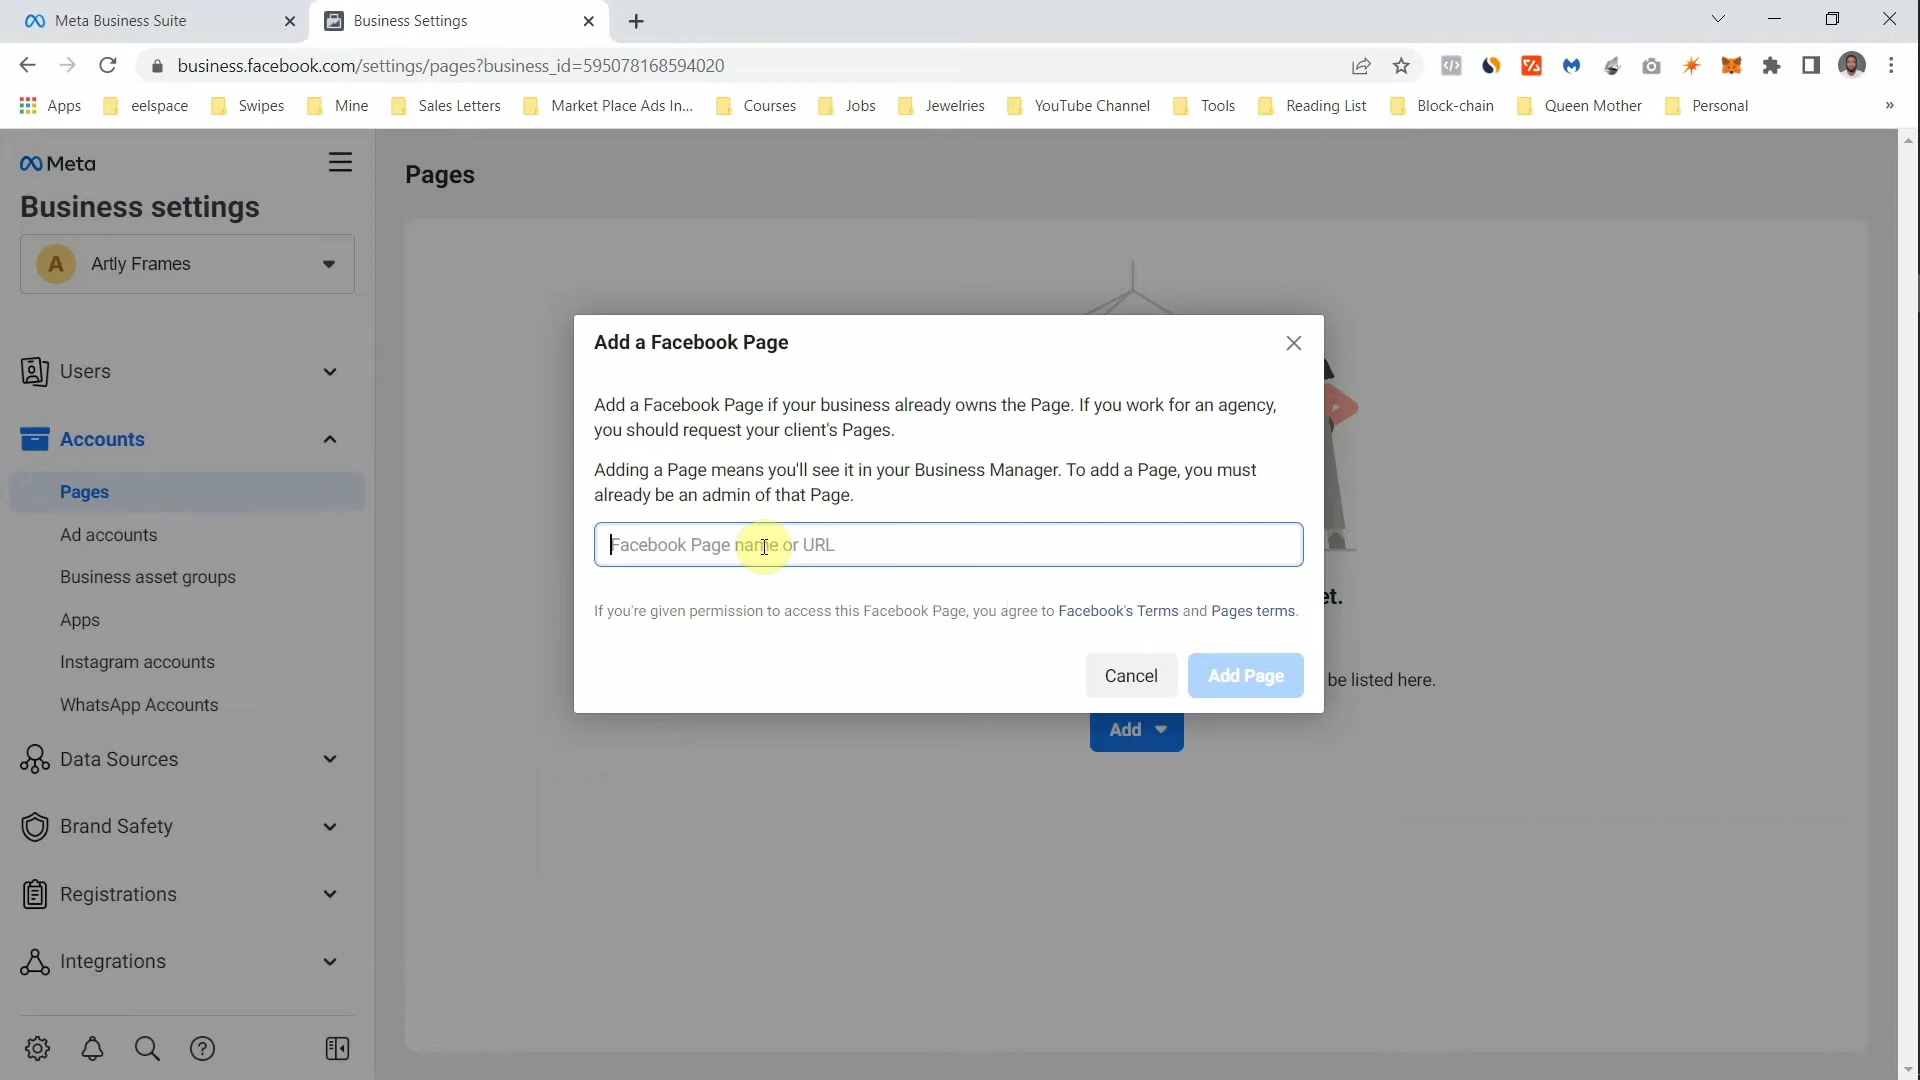 Meta Business Suite
Business Settings
business.facebook.com/settings/pages?business_id=595078168594020
Apps
eelspace
Swipes
Mine
Sales Letters
Market Place Ads In...
Courses
Jobs
Jewelries
YouTube Channel
Tools
Reading List
Block-chain
Queen Mother
Personal
»
Meta
Business settings
A
Artly Frames
Users
Accounts
Pages
Ad accounts
Business asset groups
Apps
Instagram accounts
WhatsApp Accounts
Data Sources
Brand Safety
Registrations
Integrations
Pages
Add a Facebook Page
Add a Facebook Page if your business already owns the Page. If you work for an agency,
you should request your client's Pages.
Adding a Page means you'll see it in your Business Manager. To add a Page, you must
already be an admin of that Page.
Facebook Page name or URL
If you're given permission to access this Facebook Page, you agree to Facebook's Terms and Pages terms.
Cancel
Add Page
be listed here.
Add